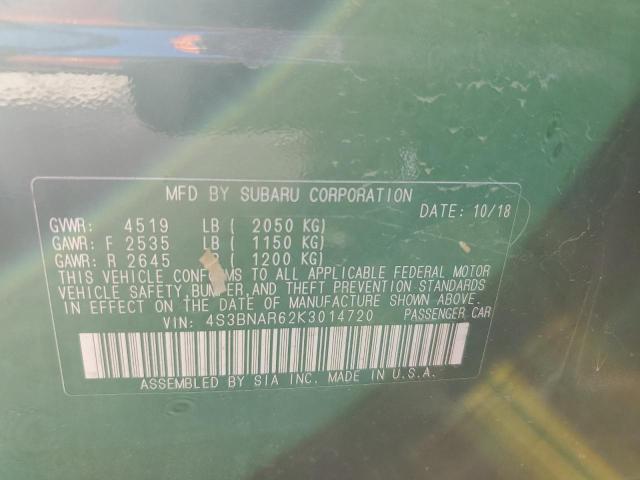 MFD BY SUBARU CORPORATION
DATE: 10/18
GVWR: 4519 LB ( 2050 KG)
GAWR: F 2535 LB ( 1150 KG)
GAWR: R 2645 ( 1200 KG)
THIS VEHICLE CONFORMS TO ALL APPLICABLE FEDERAL MOTOR
VEHICLE SAFETY, BUMPER, AND THEFT PREVENTION STANDARDS
IN EFFECT ON THE DATE OF MANUFACTURE SHOWN ABOVE.
VIN: 4S3BNAR62K3014720 PASSENGER CAR
ASSEMBLED BY SIA INC. MADE IN U.S.A.